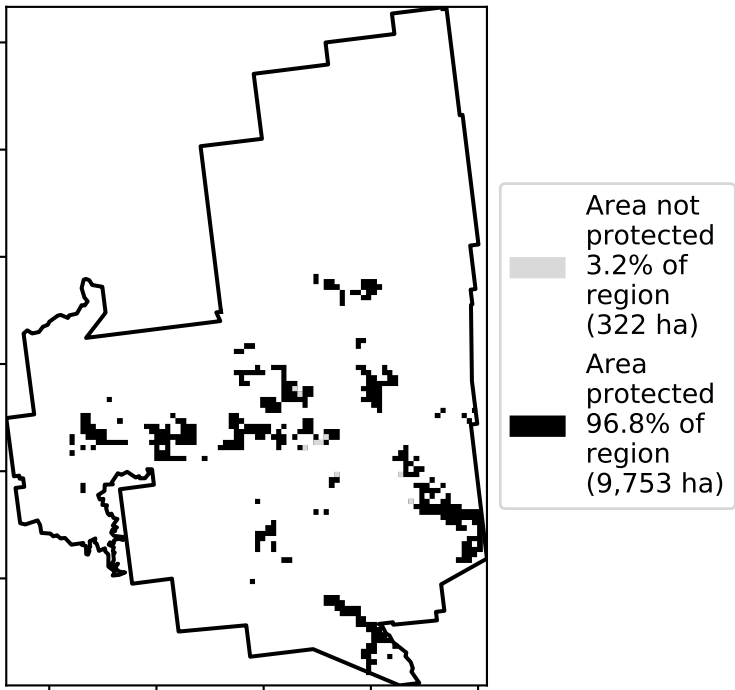 Area not
protected
3.2% of
region
(322 ha)
Area
protected
96.8% of
region
(9,753 ha)